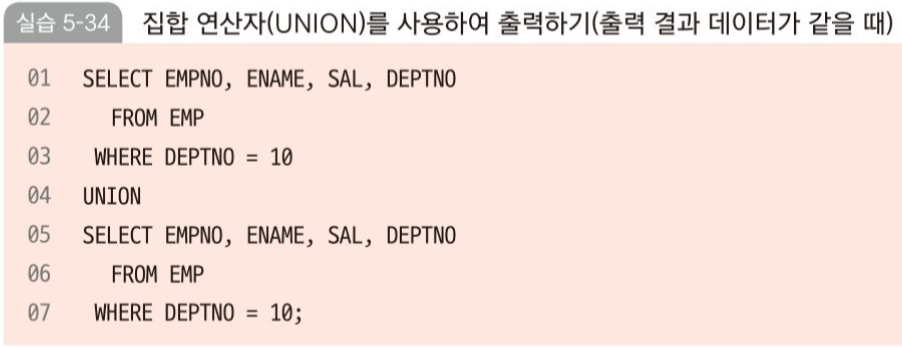 실습 5-34 집합 연산자(UNION)를 사용하여 출력하기(출력 결과 데이터가 같을 때)
01 SELECT EMPNO, ENAME, SAL, DEPTNO
02 FROM EMP
03 WHERE DEPTNO = 10
04 UNION
05 SELECT EMPNO, ENAME, SAL, DEPTNO
06 FROM EMP
07 WHERE DEPTNO = 10;